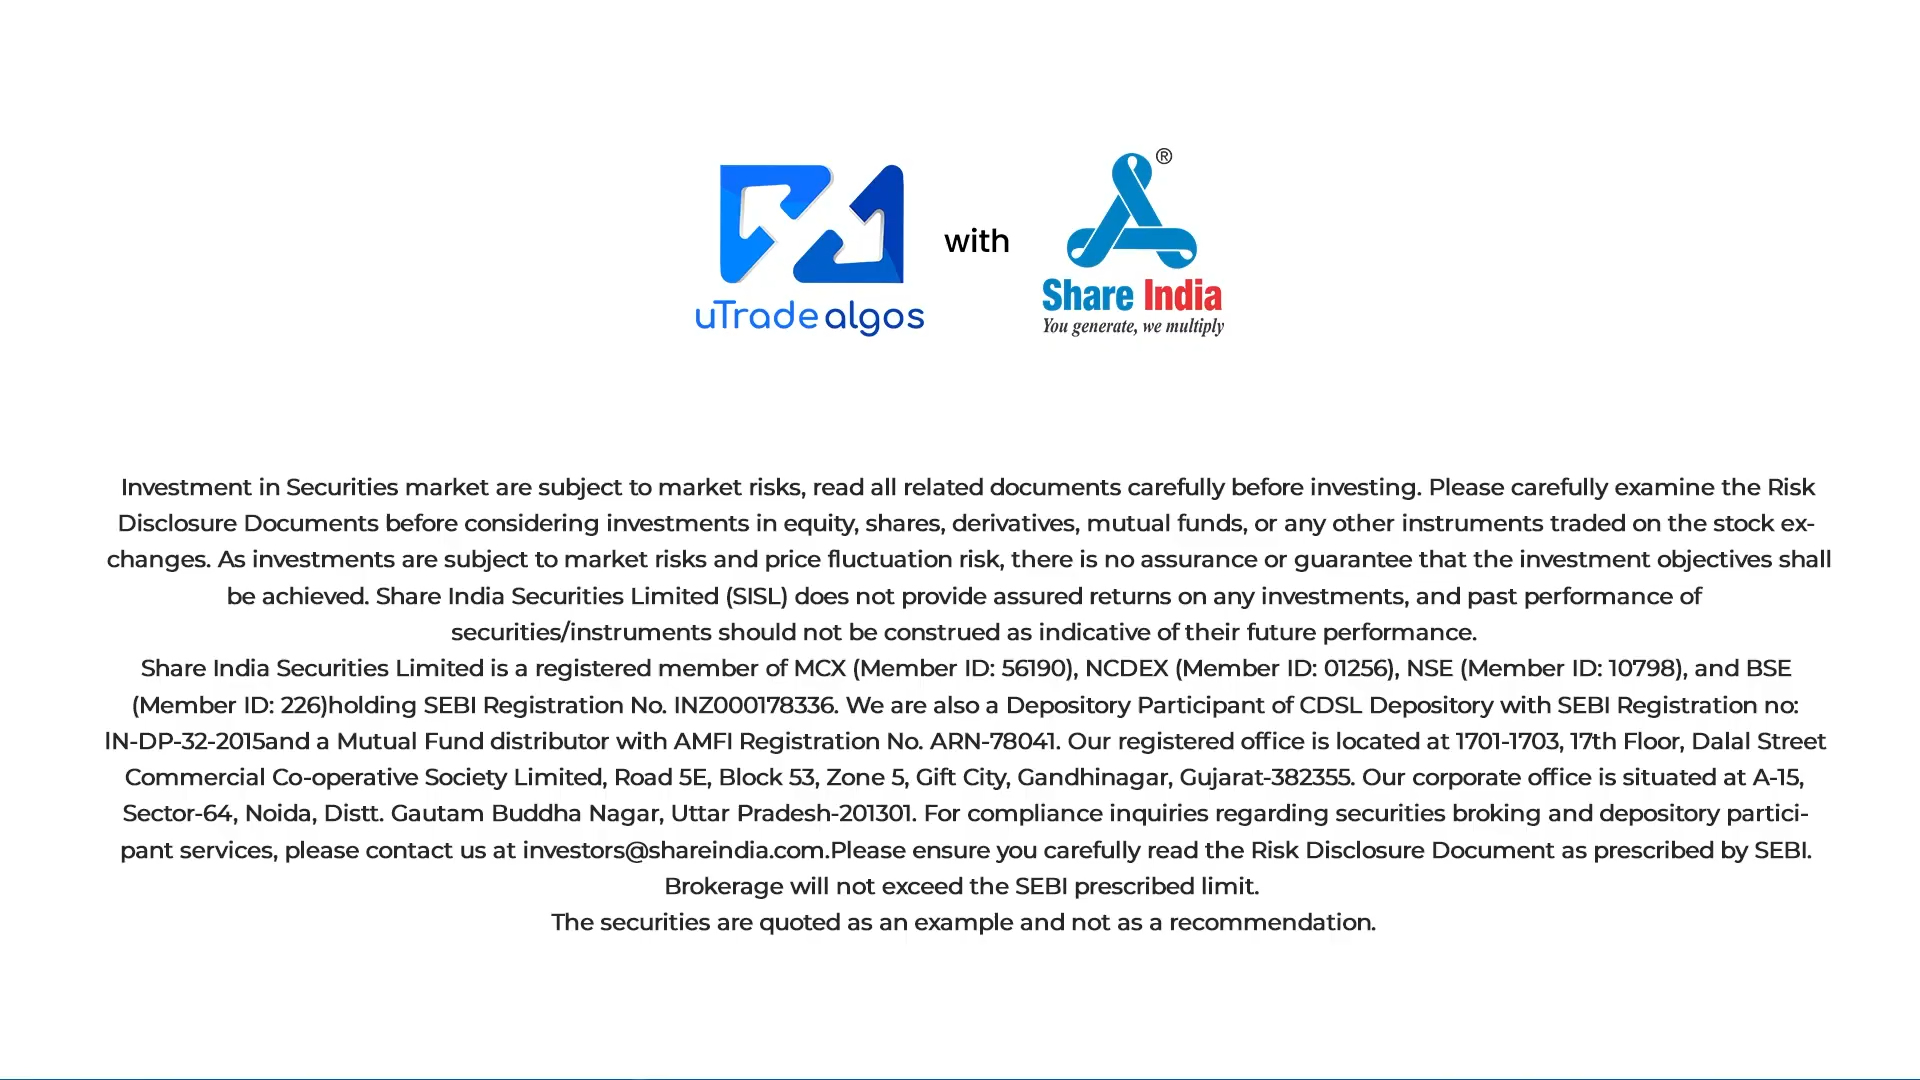 uTrade algos with Share India ®
You generate, we multiply
Investment in Securities market are subject to market risks, read all related documents carefully before investing. Please carefully examine the Risk
Disclosure Documents before considering investments in equity, shares, derivatives, mutual funds, or any other instruments traded on the stock ex-
changes. As investments are subject to market risks and price fluctuation risk, there is no assurance or guarantee that the investment objectives shall
be achieved. Share India Securities Limited (SISL) does not provide assured returns on any investments, and past performance of
securities/instruments should not be construed as indicative of their future performance.
Share India Securities Limited is a registered member of MCX (Member ID: 56190), NCDEX (Member ID: 01256), NSE (Member ID: 10798), and BSE
(Member ID: 226)holding SEBI Registration No. INZ000178336. We are also a Depository Participant of CDSL Depository with SEBI Registration no:
IN-DP-32-2015and a Mutual Fund distributor with AMFI Registration No. ARN-78041. Our registered office is located at 1701-1703, 17th Floor, Dalal Street
Commercial Co-operative Society Limited, Road 5E, Block 53, Zone 5, Gift City, Gandhinagar, Gujarat-382355. Our corporate office is situated at A-15,
Sector-64, Noida, Distt. Gautam Buddha Nagar, Uttar Pradesh-201301. For compliance inquiries regarding securities broking and depository partici-
pant services, please contact us at investors@shareindia.com.Please ensure you carefully read the Risk Disclosure Document as prescribed by SEBI.
Brokerage will not exceed the SEBI prescribed limit.
The securities are quoted as an example and not as a recommendation.